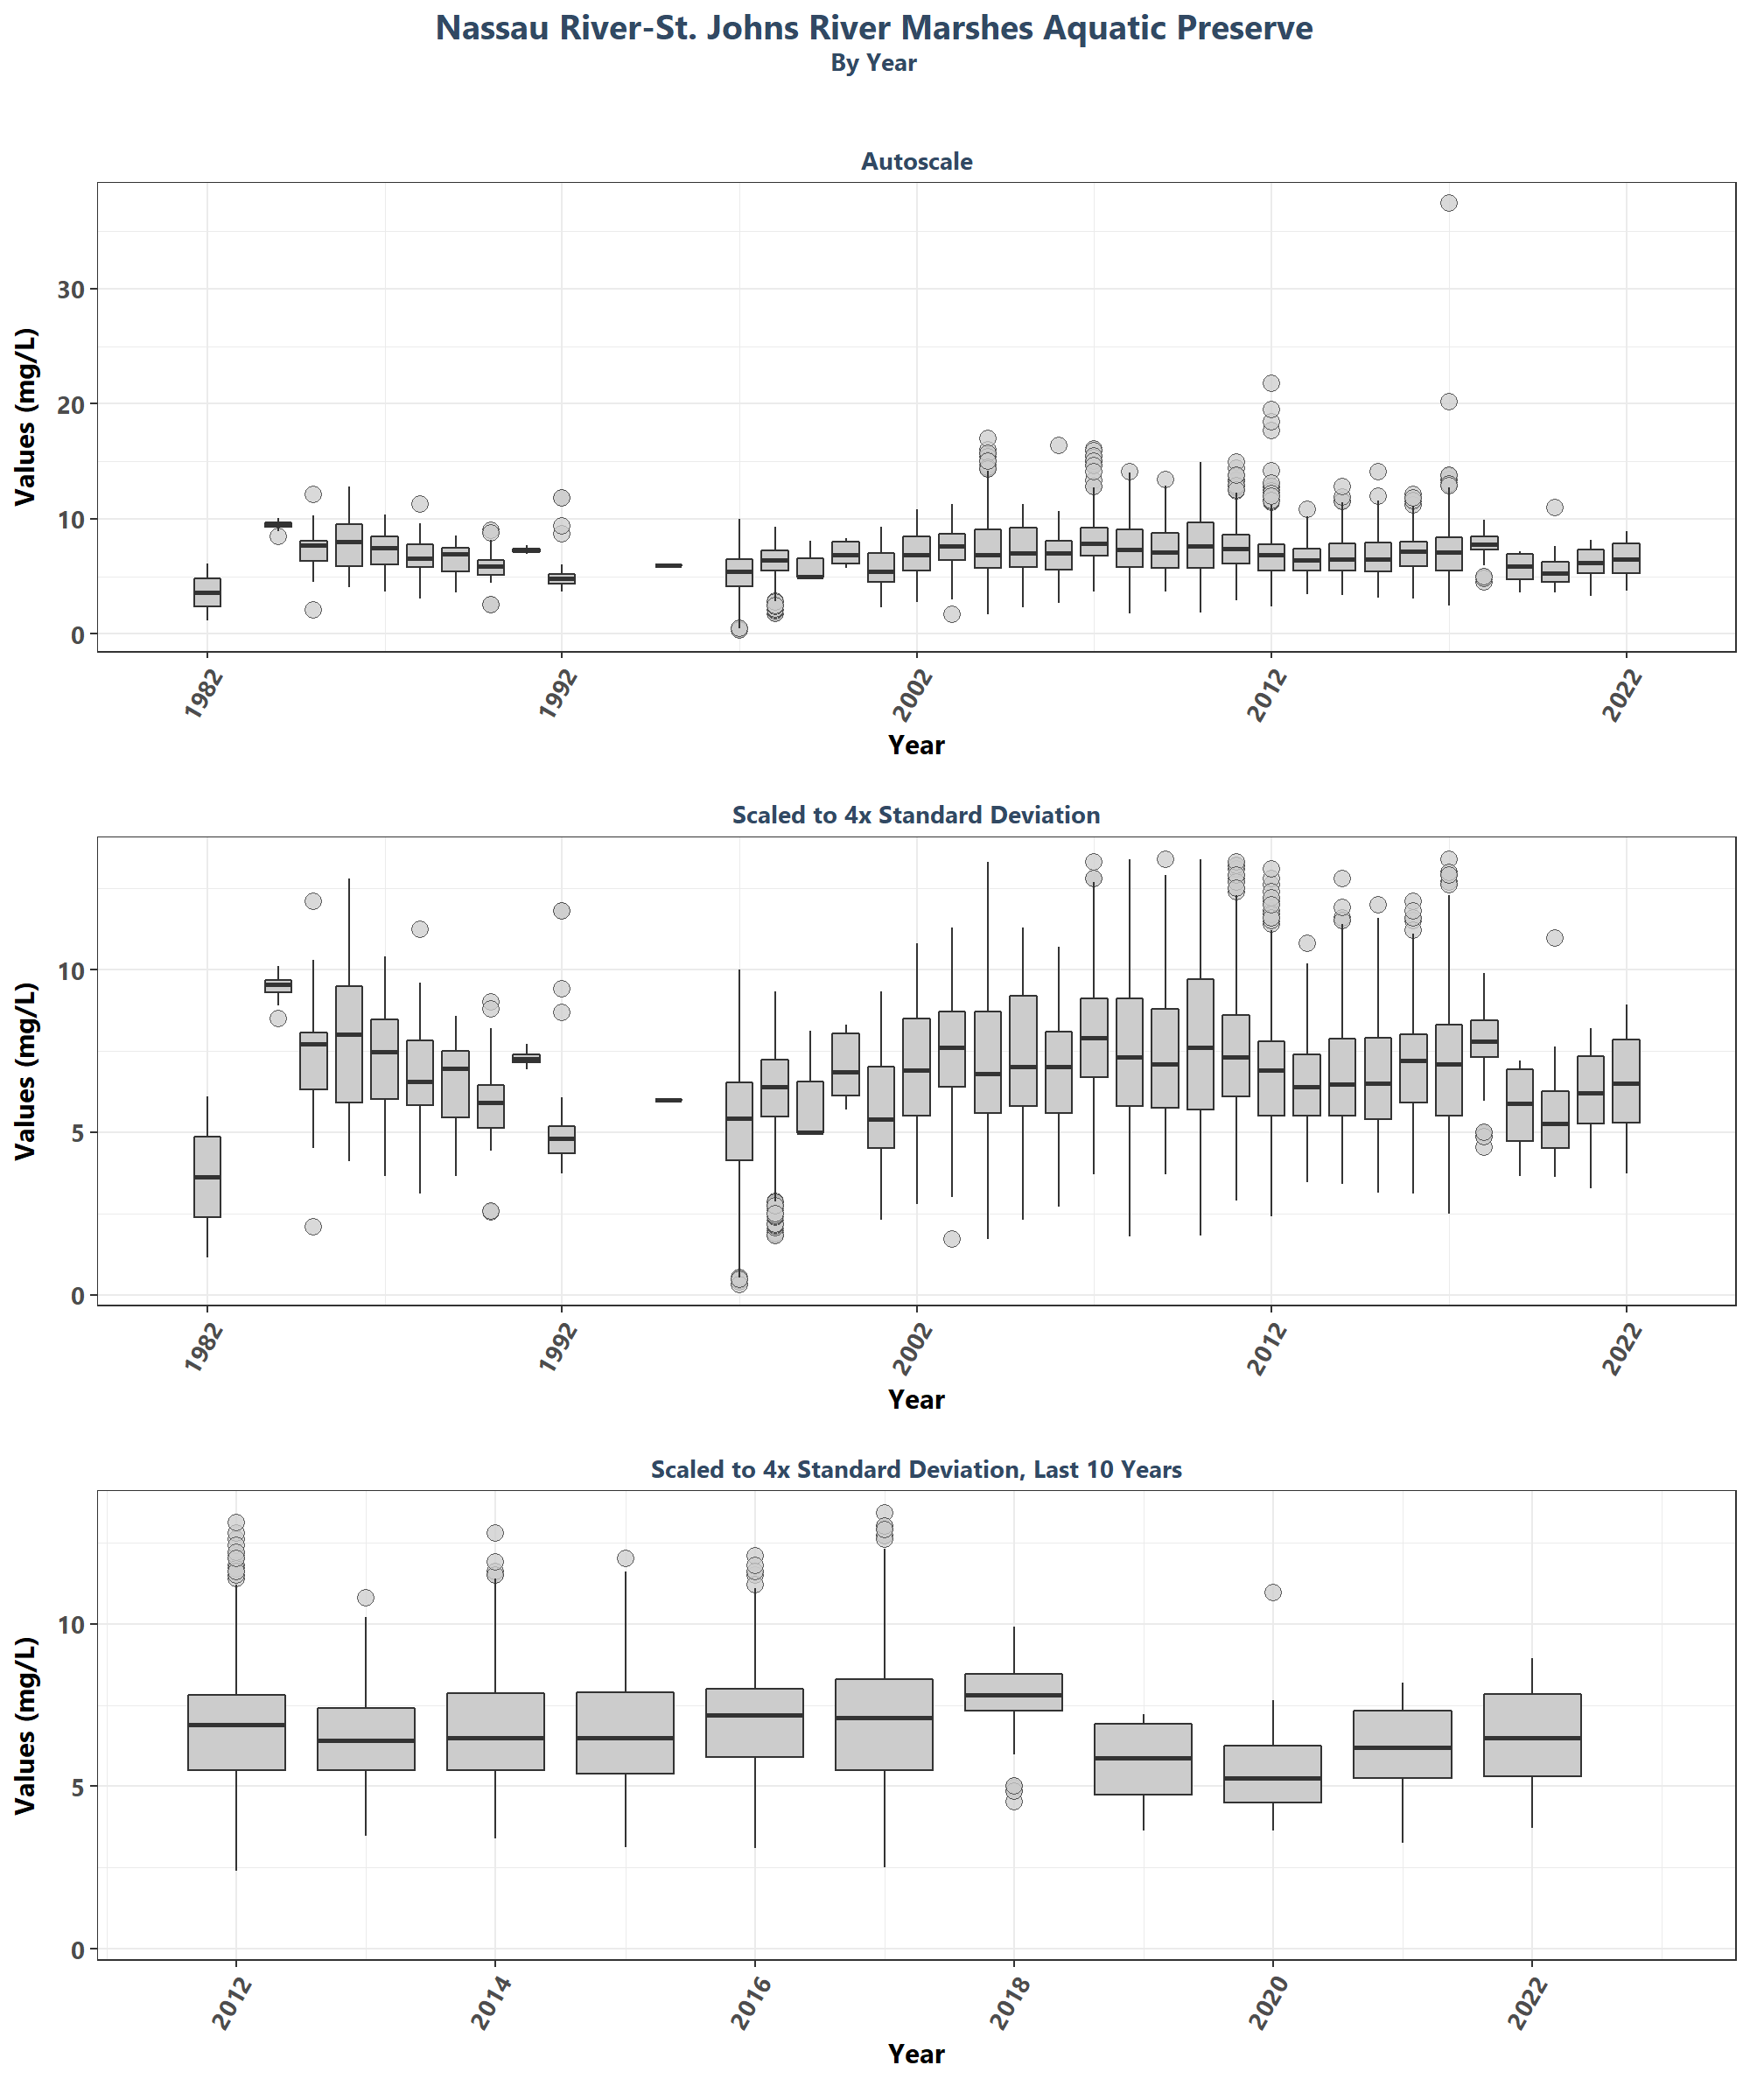 Nassau River-St. Johns River Marshes Aquatic Preserve
By Year
Autoscale
Values (mg/L)
30
20
10
0
1982
1992
2002
2012
2022
Year
Scaled to 4x Standard Deviation
Values (mg/L)
10
5
0
1982
1992
2002
2012
2022
Year
Scaled to 4x Standard Deviation, Last 10 Years
Values (mg/L)
10
5
0
2012
2014
2016
2018
2020
2022
Year